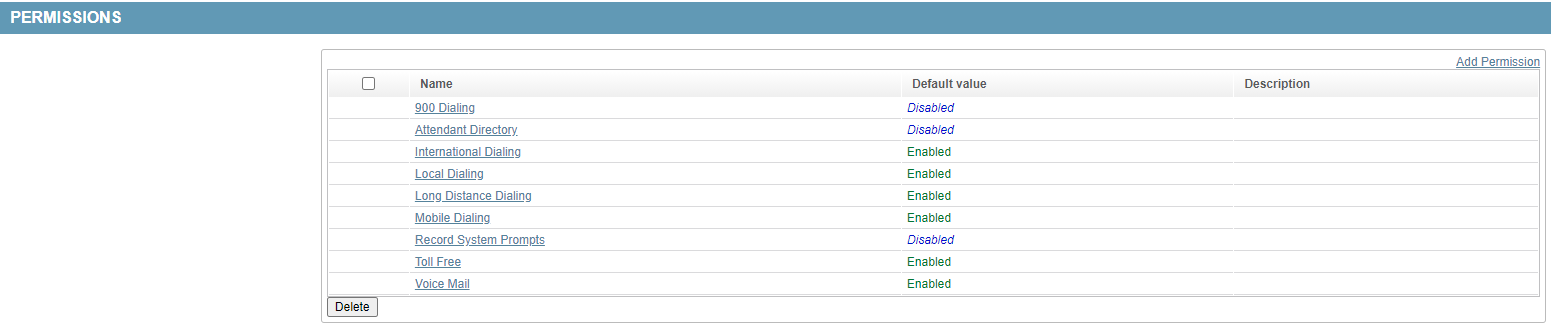 PERMISSIONS
Add Permission
Name Default value Description
900 Dialing Disabled
Attendant Directory Disabled
International Dialing Enabled
Local Dialing Enabled
Long Distance Dialing Enabled
Mobile Dialing Enabled
Record System Prompts Disabled
Toll Free Enabled
Voice Mail Enabled
Delete